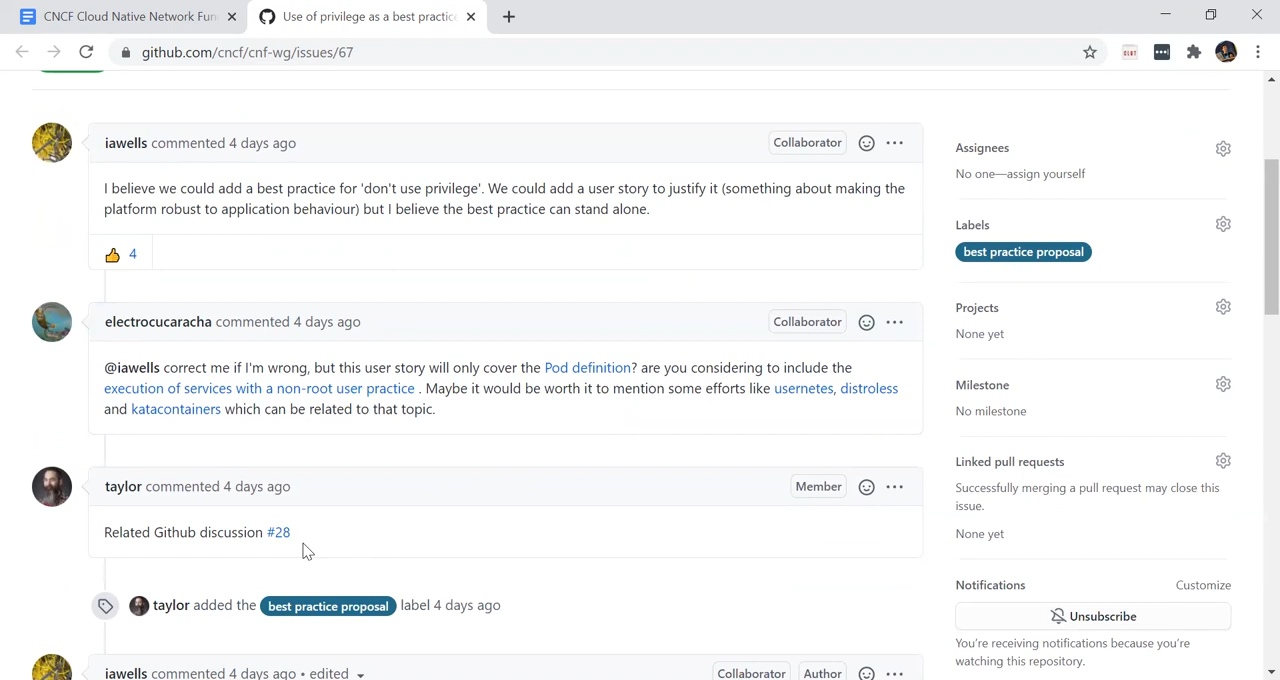 CNCF Cloud Native Network Fun
Use of privilege as a best practice
github.com/cncf/cnf-wg/issues/67
iawells commented 4 days ago
Collaborator
I believe we could add a best practice for 'don't use privilege'. We could add a user story to justify it (something about making the
platform robust to application behaviour) but I believe the best practice can stand alone.
4
electrocucaracha commented 4 days ago
Collaborator
@iawells correct me if I'm wrong, but this user story will only cover the Pod definition? are you considering to include the
execution of services with a non-root user practice . Maybe it would be worth it to mention some efforts like usernetes, distroless
and katacontainers which can be related to that topic.
taylor commented 4 days ago
Member
Related Github discussion #28
taylor added the best practice proposal label 4 days ago
iawells commented 4 days ago • edited
Collaborator
Author
Assignees
No one—assign yourself
Labels
best practice proposal
Projects
None yet
Milestone
No milestone
Linked pull requests
Successfully merging a pull request may close this
issue.
None yet
Notifications
Customize
Unsubscribe
You're receiving notifications because you're
watching this repository.